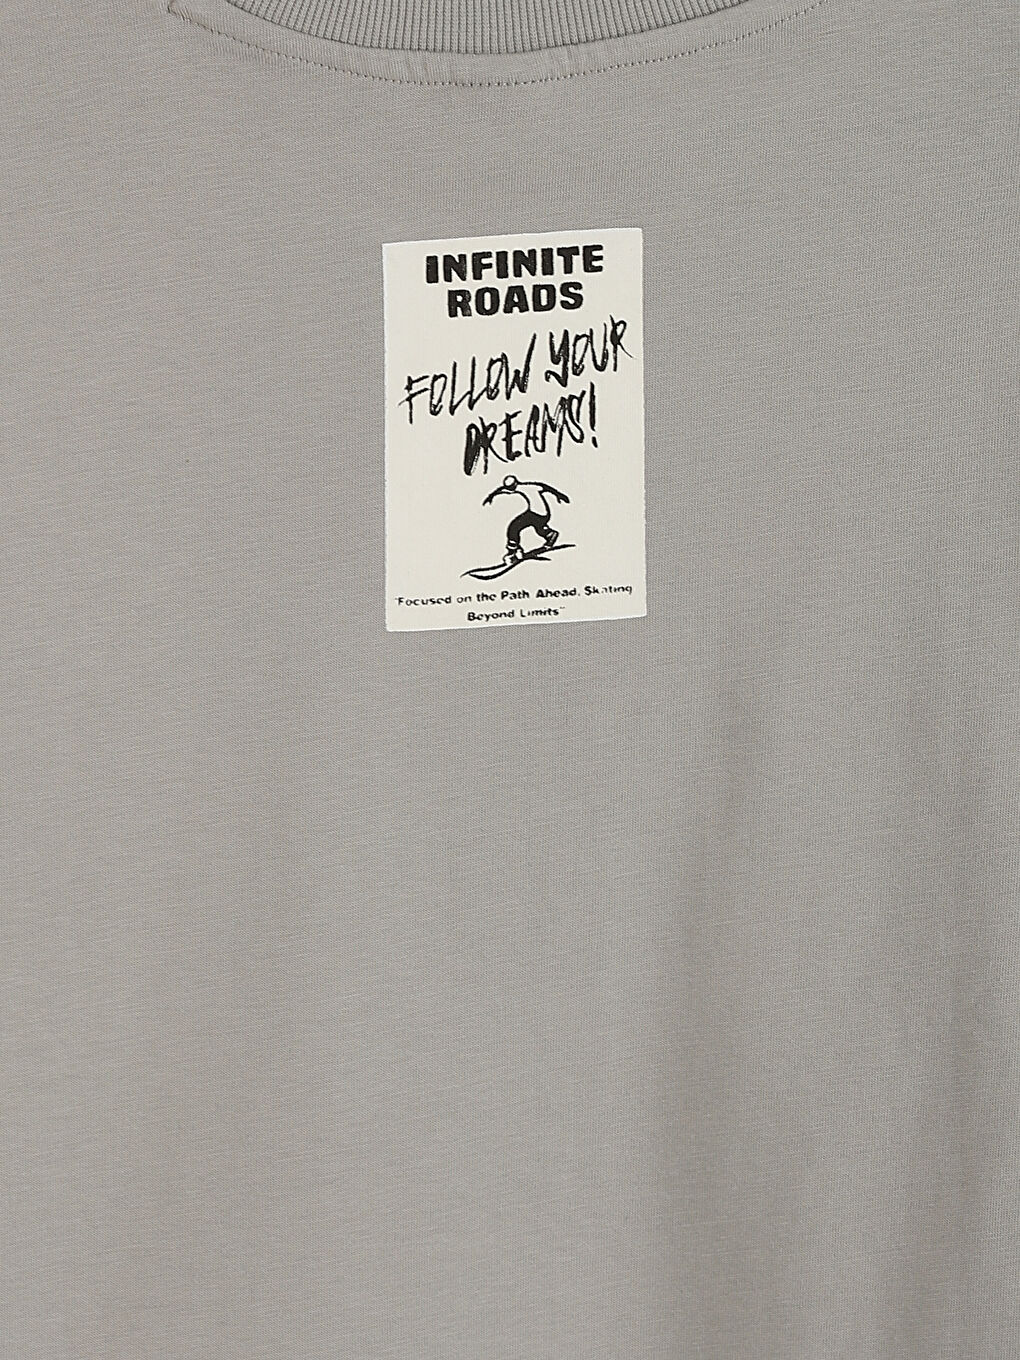 INFINITE
ROADS
FOLLOW YOUR
DREAMS!
"Focused on the Path Ahead. Skating
Beyond Limits"